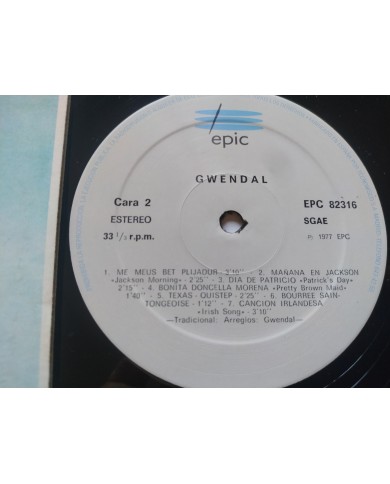 epic
GWENDAL
Cara 2
EPC 82316
ESTEREO
SGAE
33 1/3 r.p.m.
℗ 1977 EPC
1. ME MEUS BET PLIJADUR - 3'10" - 2. MAÑANA EN JACKSON
«Jackson Morning» - 2'25" - 3. DIA DE PATRICIO «Patrick's Day»
2'15" - 4. BONITA DONCELLA MORENA «Pretty Brown Maid»
1'40" - 5. TEXAS - QUISTEP - 2'25" - 6. BOURREE SAIN-
TONGEOISE - 1'12" - 7. CANCION IRLANDESA
«Irish Song» - 3'10"
—Tradicional: Arreglos: Gwendal—